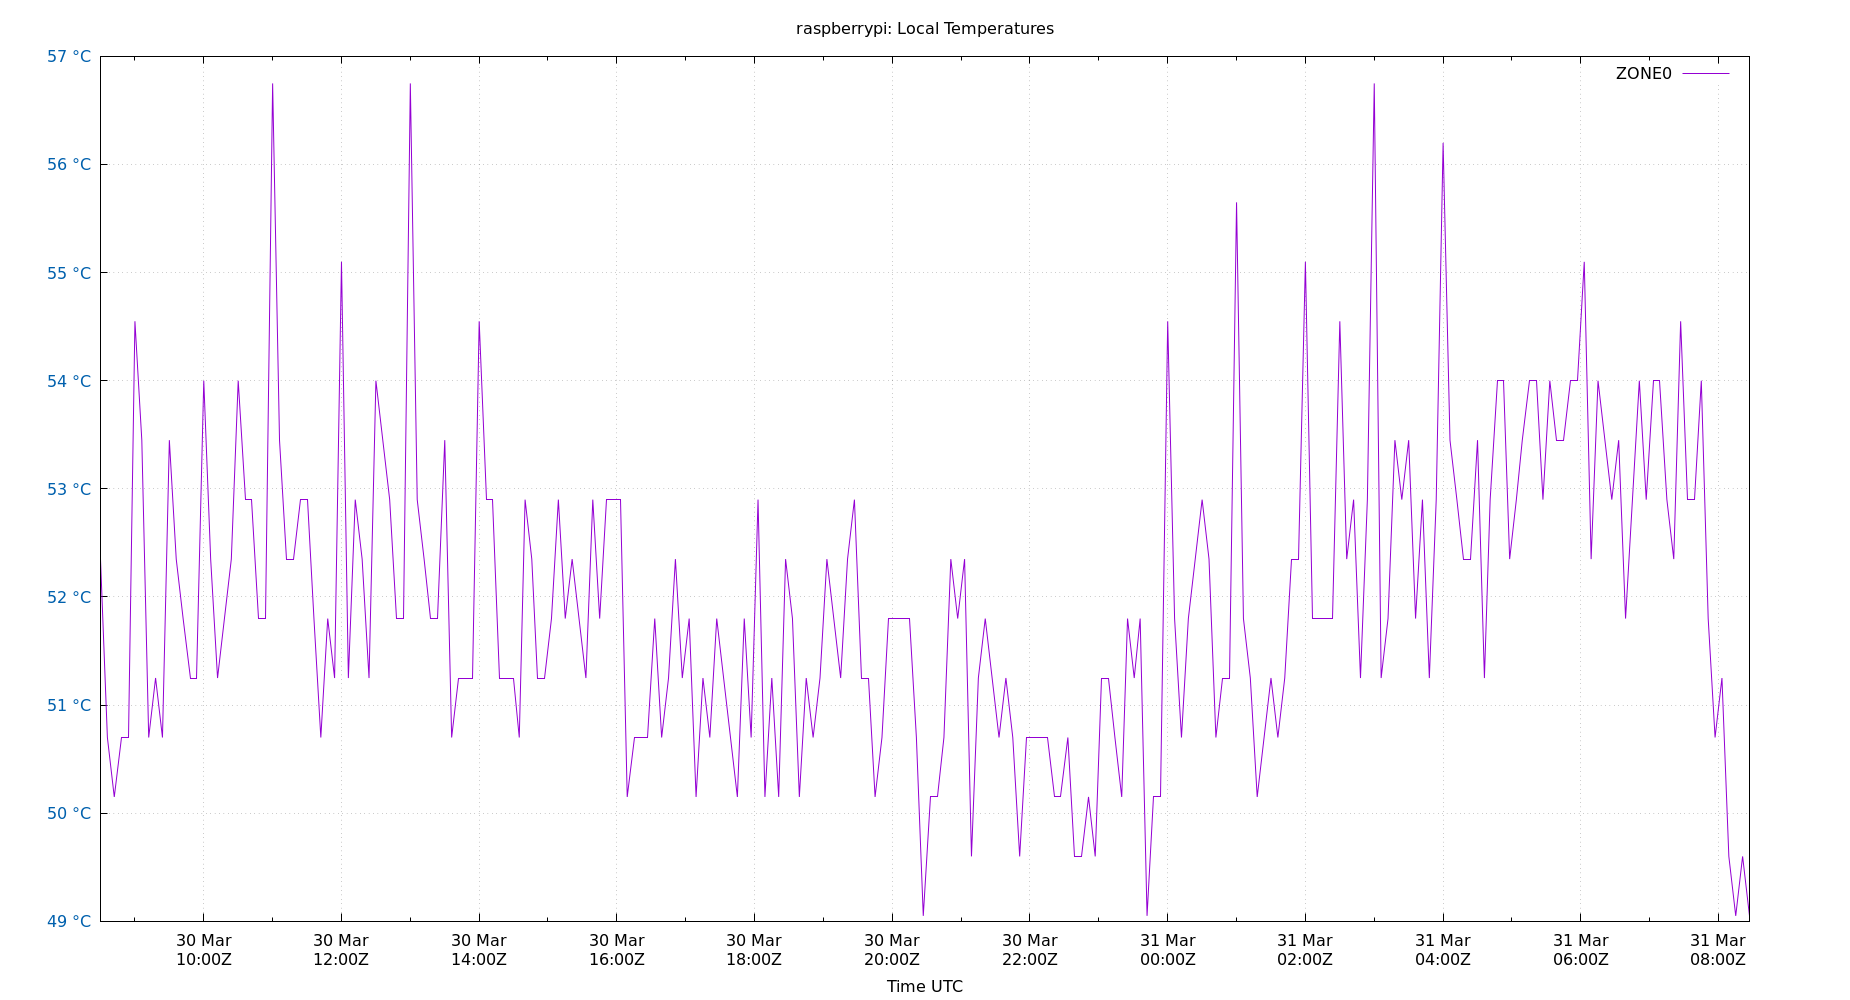 raspberrypi: Local Temperatures
57 °C
ZONE0
56 °C
55 °C
54 °C
53 °C
52 °C
51 °C
50 °C
49 °C
30 Mar 30 Mar 30 Mar 30 Mar 30 Mar 30 Mar 30 Mar 31 Mar 31 Mar 31 Mar 31 Mar 31 Mar
10:00Z 12:00Z 14:00Z 16:00Z 18:00Z 20:00Z 22:00Z 00:00Z 02:00Z 04:00Z 06:00Z 08:00Z
Time UTC